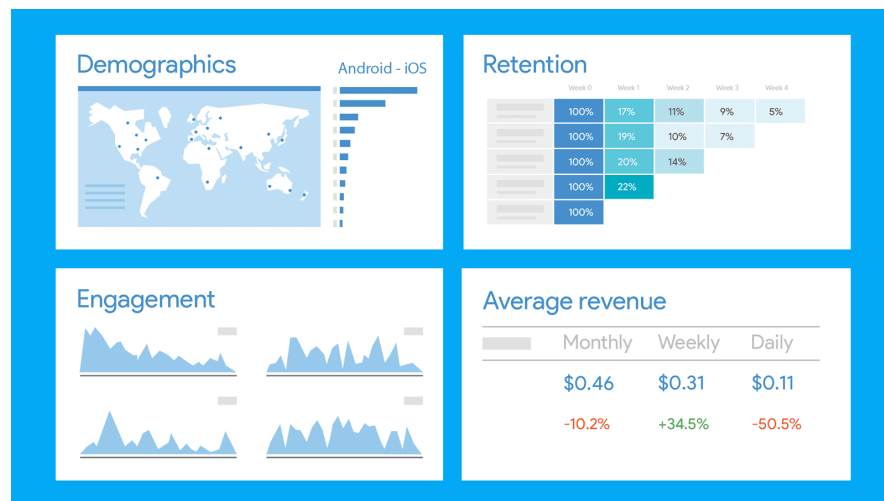 Demographics
Android - iOS
Retention
Week 0 Week 1 Week 2 Week 3 Week 4
100% 17% 11% 9% 5%
100% 19% 10% 7%
100% 20% 14%
100% 22%
100%
Engagement
Average revenue
Monthly Weekly Daily
$0.46 $0.31 $0.11
-10.2% +34.5% -50.5%